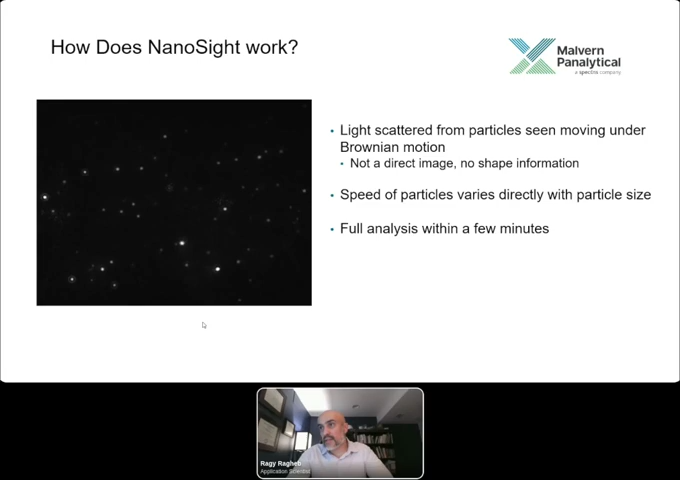 How Does NanoSight work?
Malvern
Panalytical
a spectris company
• Light scattered from particles seen moving under
Brownian motion
• Not a direct image, no shape information
• Speed of particles varies directly with particle size
• Full analysis within a few minutes
Ragy Ragheb
Application Scientist